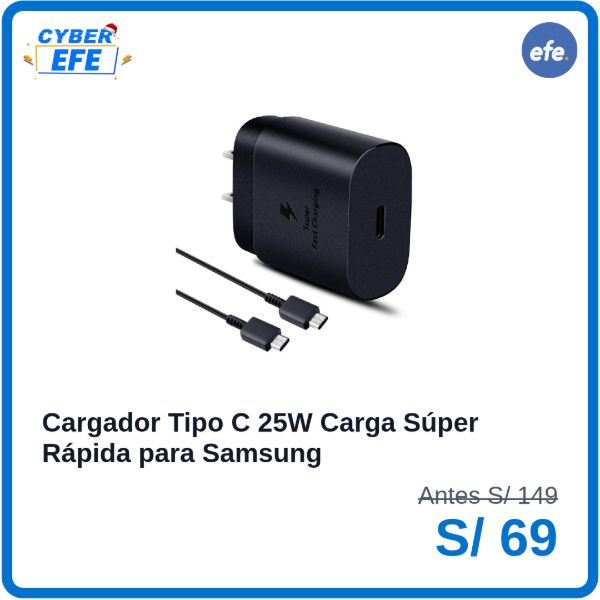 CYBER
EFE
efe.
Super
Fast Charging
Cargador Tipo C 25W Carga Súper
Rápida para Samsung
Antes S/ 149
S/ 69